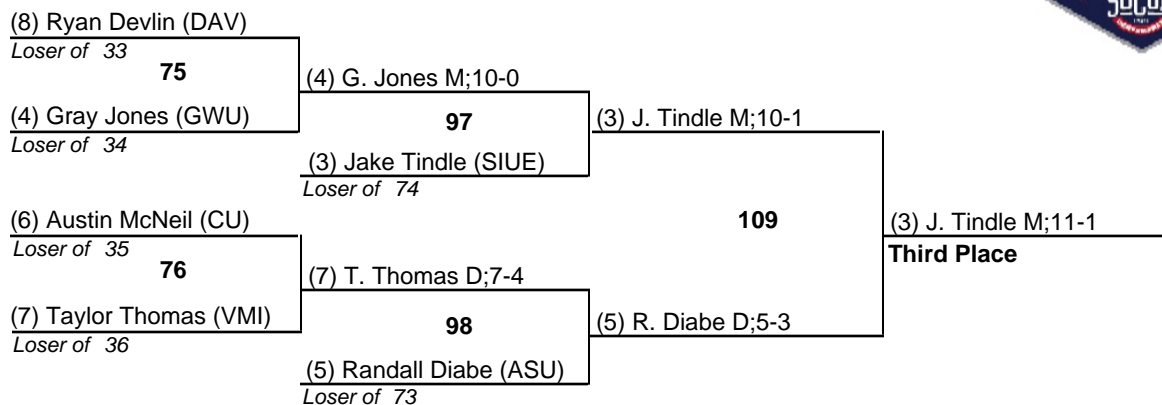 (8) Ryan Devlin (DAV)
Loser of 33
75
(4) G. Jones M;10-0
(4) Gray Jones (GWU)
Loser of 34
97
(3) J. Tindle M;10-1
(3) Jake Tindle (SIUE)
Loser of 74
(6) Austin McNeil (CU)
Loser of 35
109
(3) J. Tindle M;11-1
Third Place
76
(7) T. Thomas D;7-4
(7) Taylor Thomas (VMI)
Loser of 36
98
(5) R. Diabe D;5-3
(5) Randall Diabe (ASU)
Loser of 73